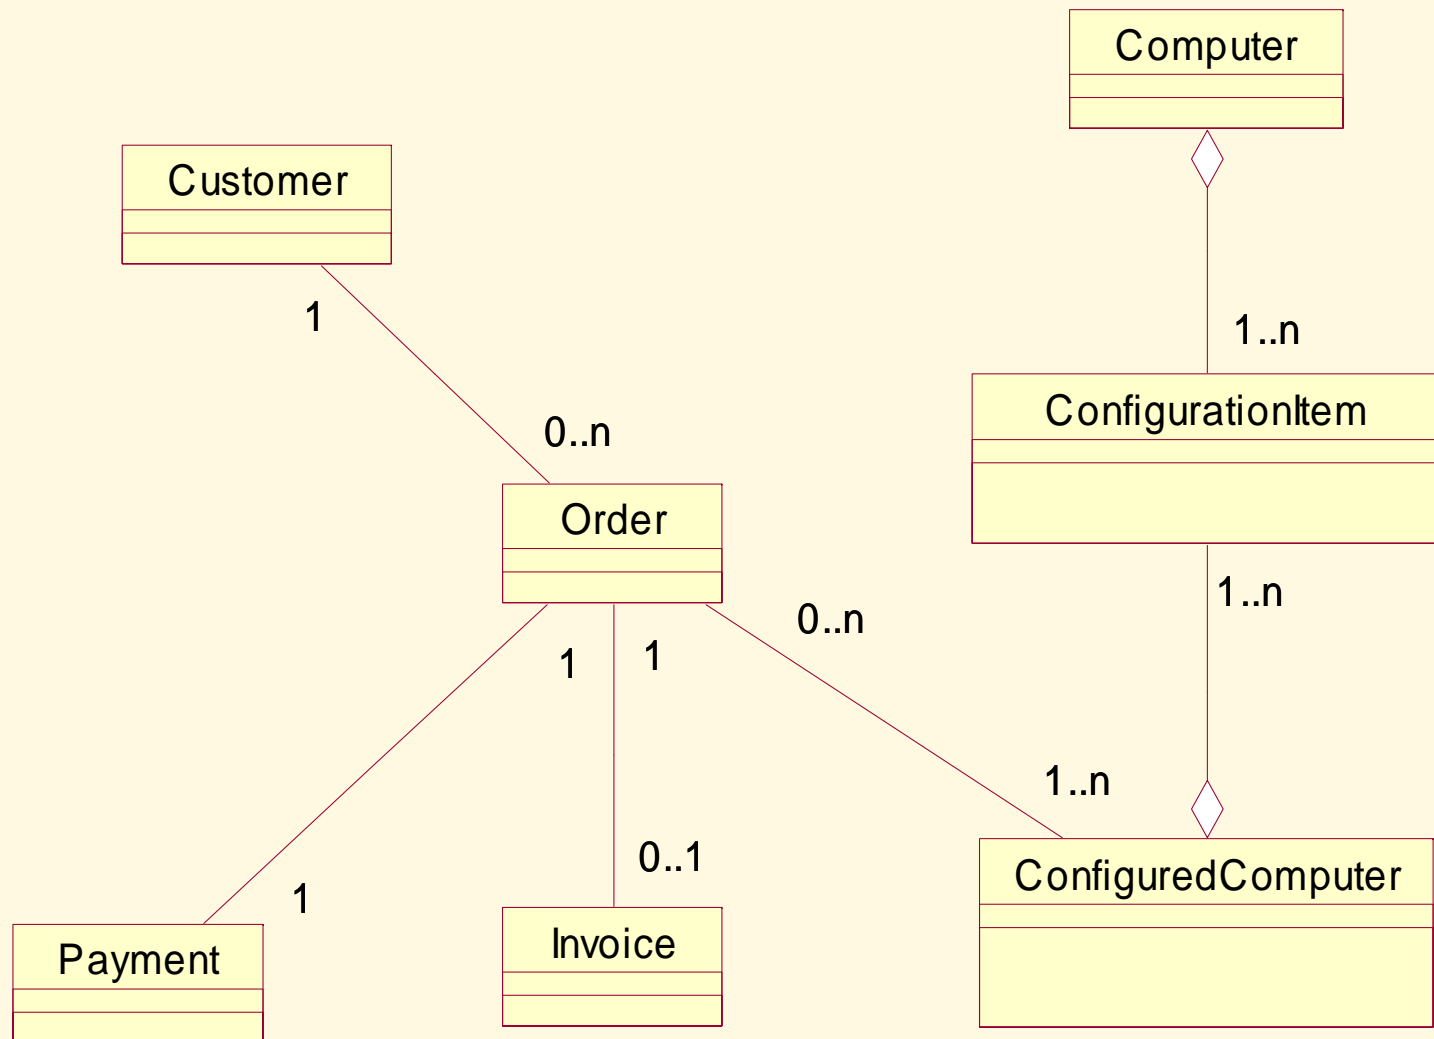 Computer
Customer
1
1..n
ConfigurationItem
0..n
Order
1..n
0..n
1
1
1..n
0..1
ConfiguredComputer
1
Invoice
Payment